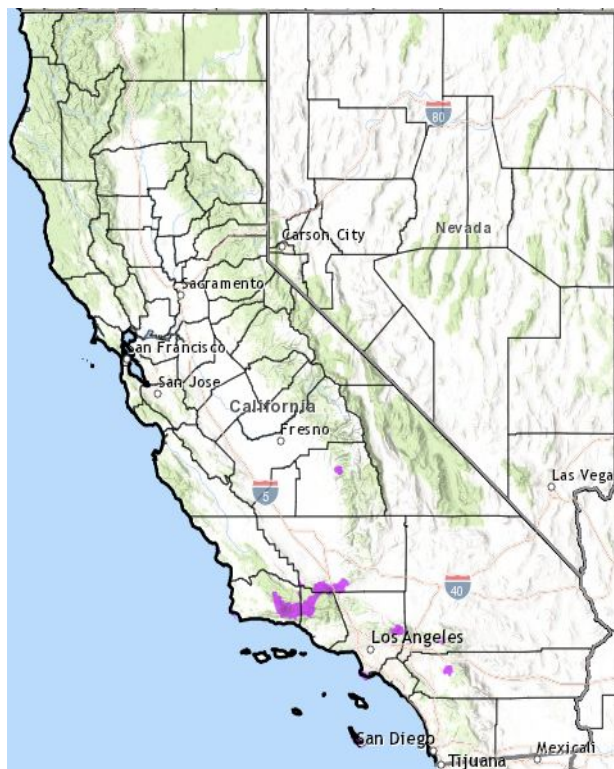 80
Nevada
Carson City
Sacramento
San Francisco
San Jose
California
Fresno
Las Vega
5
40
Los Angeles
San Diego
Mexicali
Tijuana